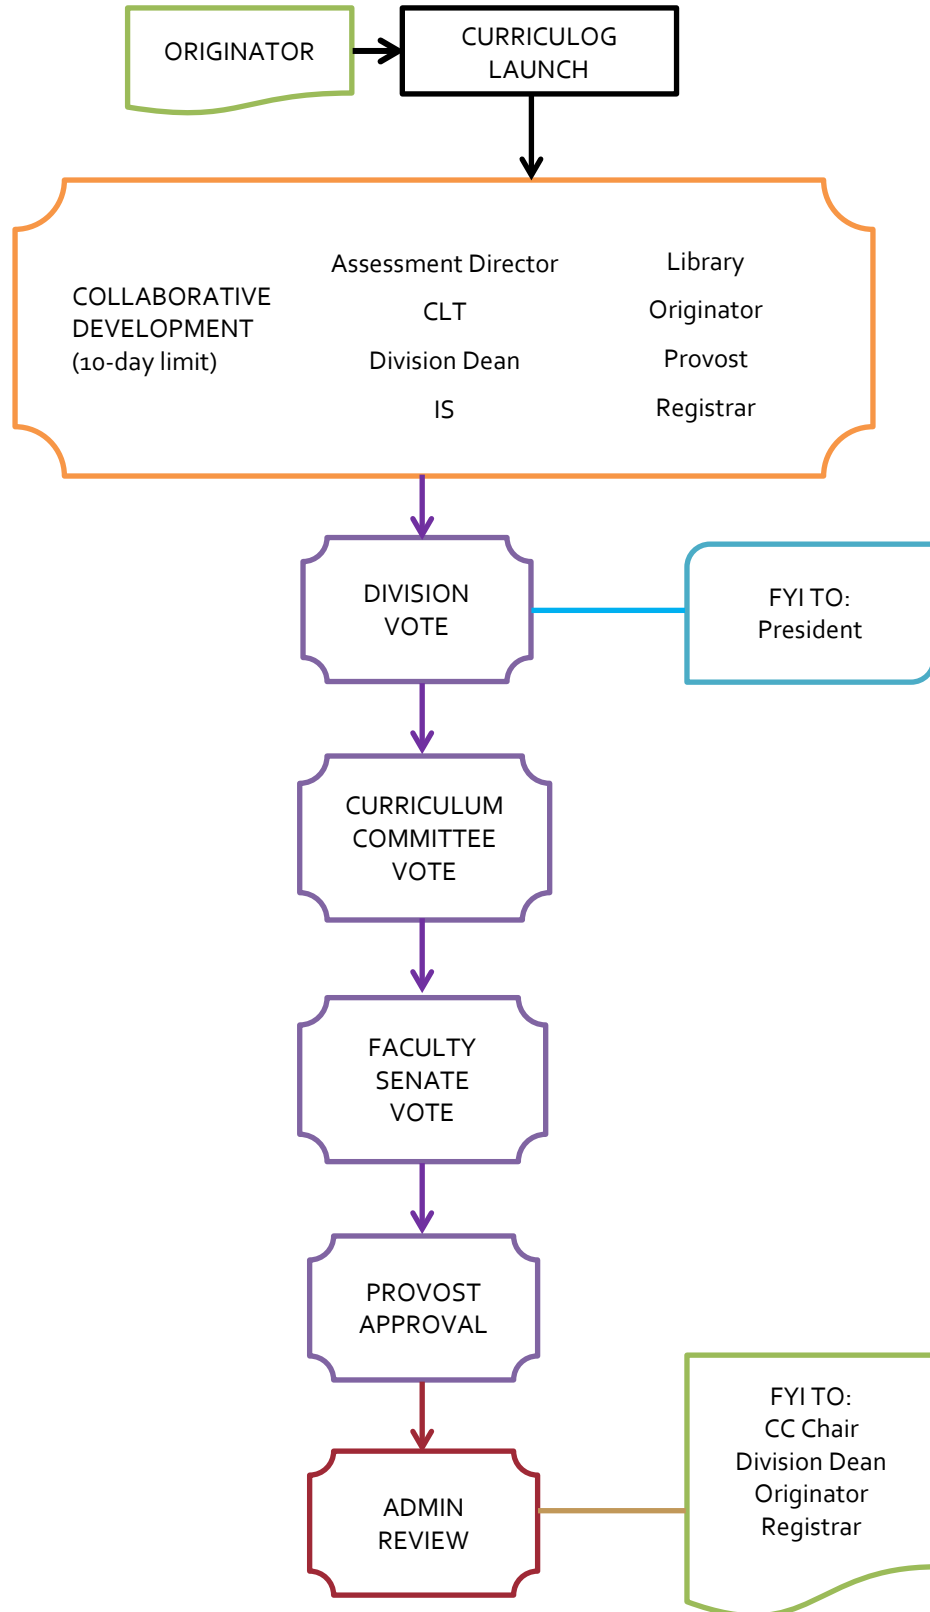 ORIGINATOR
CURRICULOG
LAUNCH
COLLABORATIVE
DEVELOPMENT
(10-day limit)
Assessment Director
CLT
Division Dean
IS
Library
Originator
Provost
Registrar
DIVISION
VOTE
FYI TO:
President
CURRICULUM
COMMITTEE
VOTE
FACULTY
SENATE
VOTE
PROVOST
APPROVAL
ADMIN
REVIEW
FYI TO:
CC Chair
Division Dean
Originator
Registrar